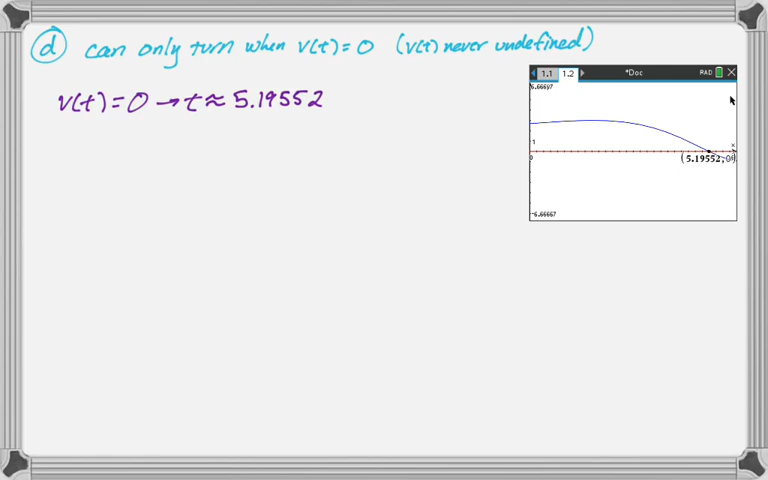 (d) can only turn when v(t) = 0 (v(t) never undefined)
v(t) = 0 → t ≈ 5.19552
1.1 1.2 *Doc RAD
6.66667
1
x
0
(5.19552, 0)
-6.66667